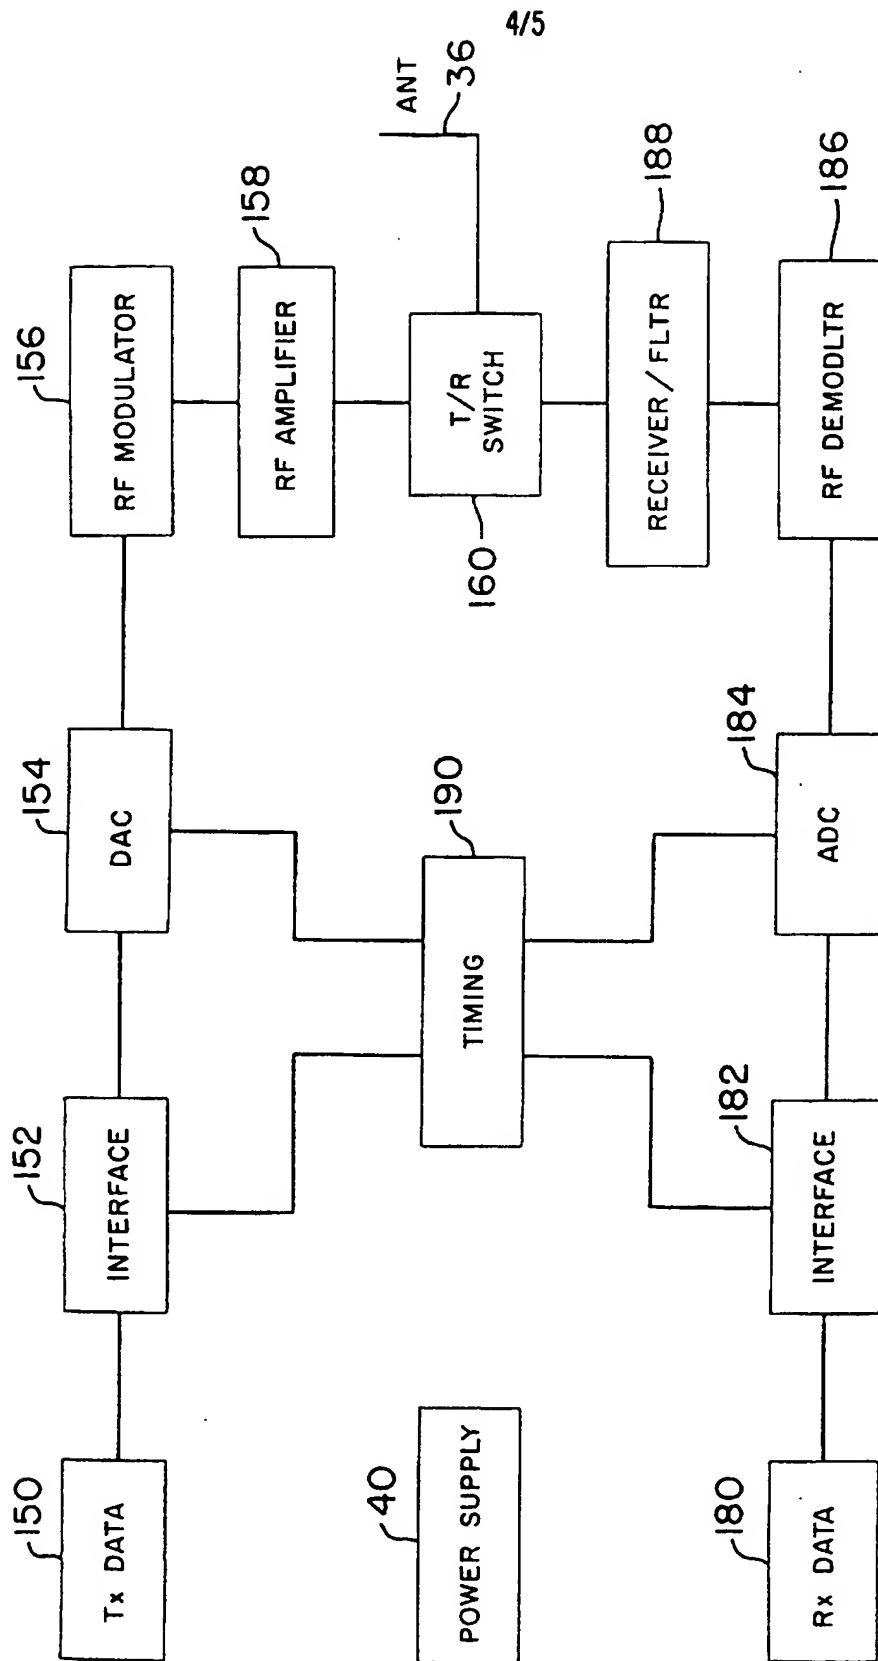 4/5
150
Tx DATA
152
INTERFACE
154
DAC
156
RF MODULATOR
158
RF AMPLIFIER
ANT
36
T/R
SWITCH
160
190
TIMING
40
POWER SUPPLY
188
RECEIVER/FLTR
180
Rx DATA
182
INTERFACE
184
ADC
186
RF DEMODLTR